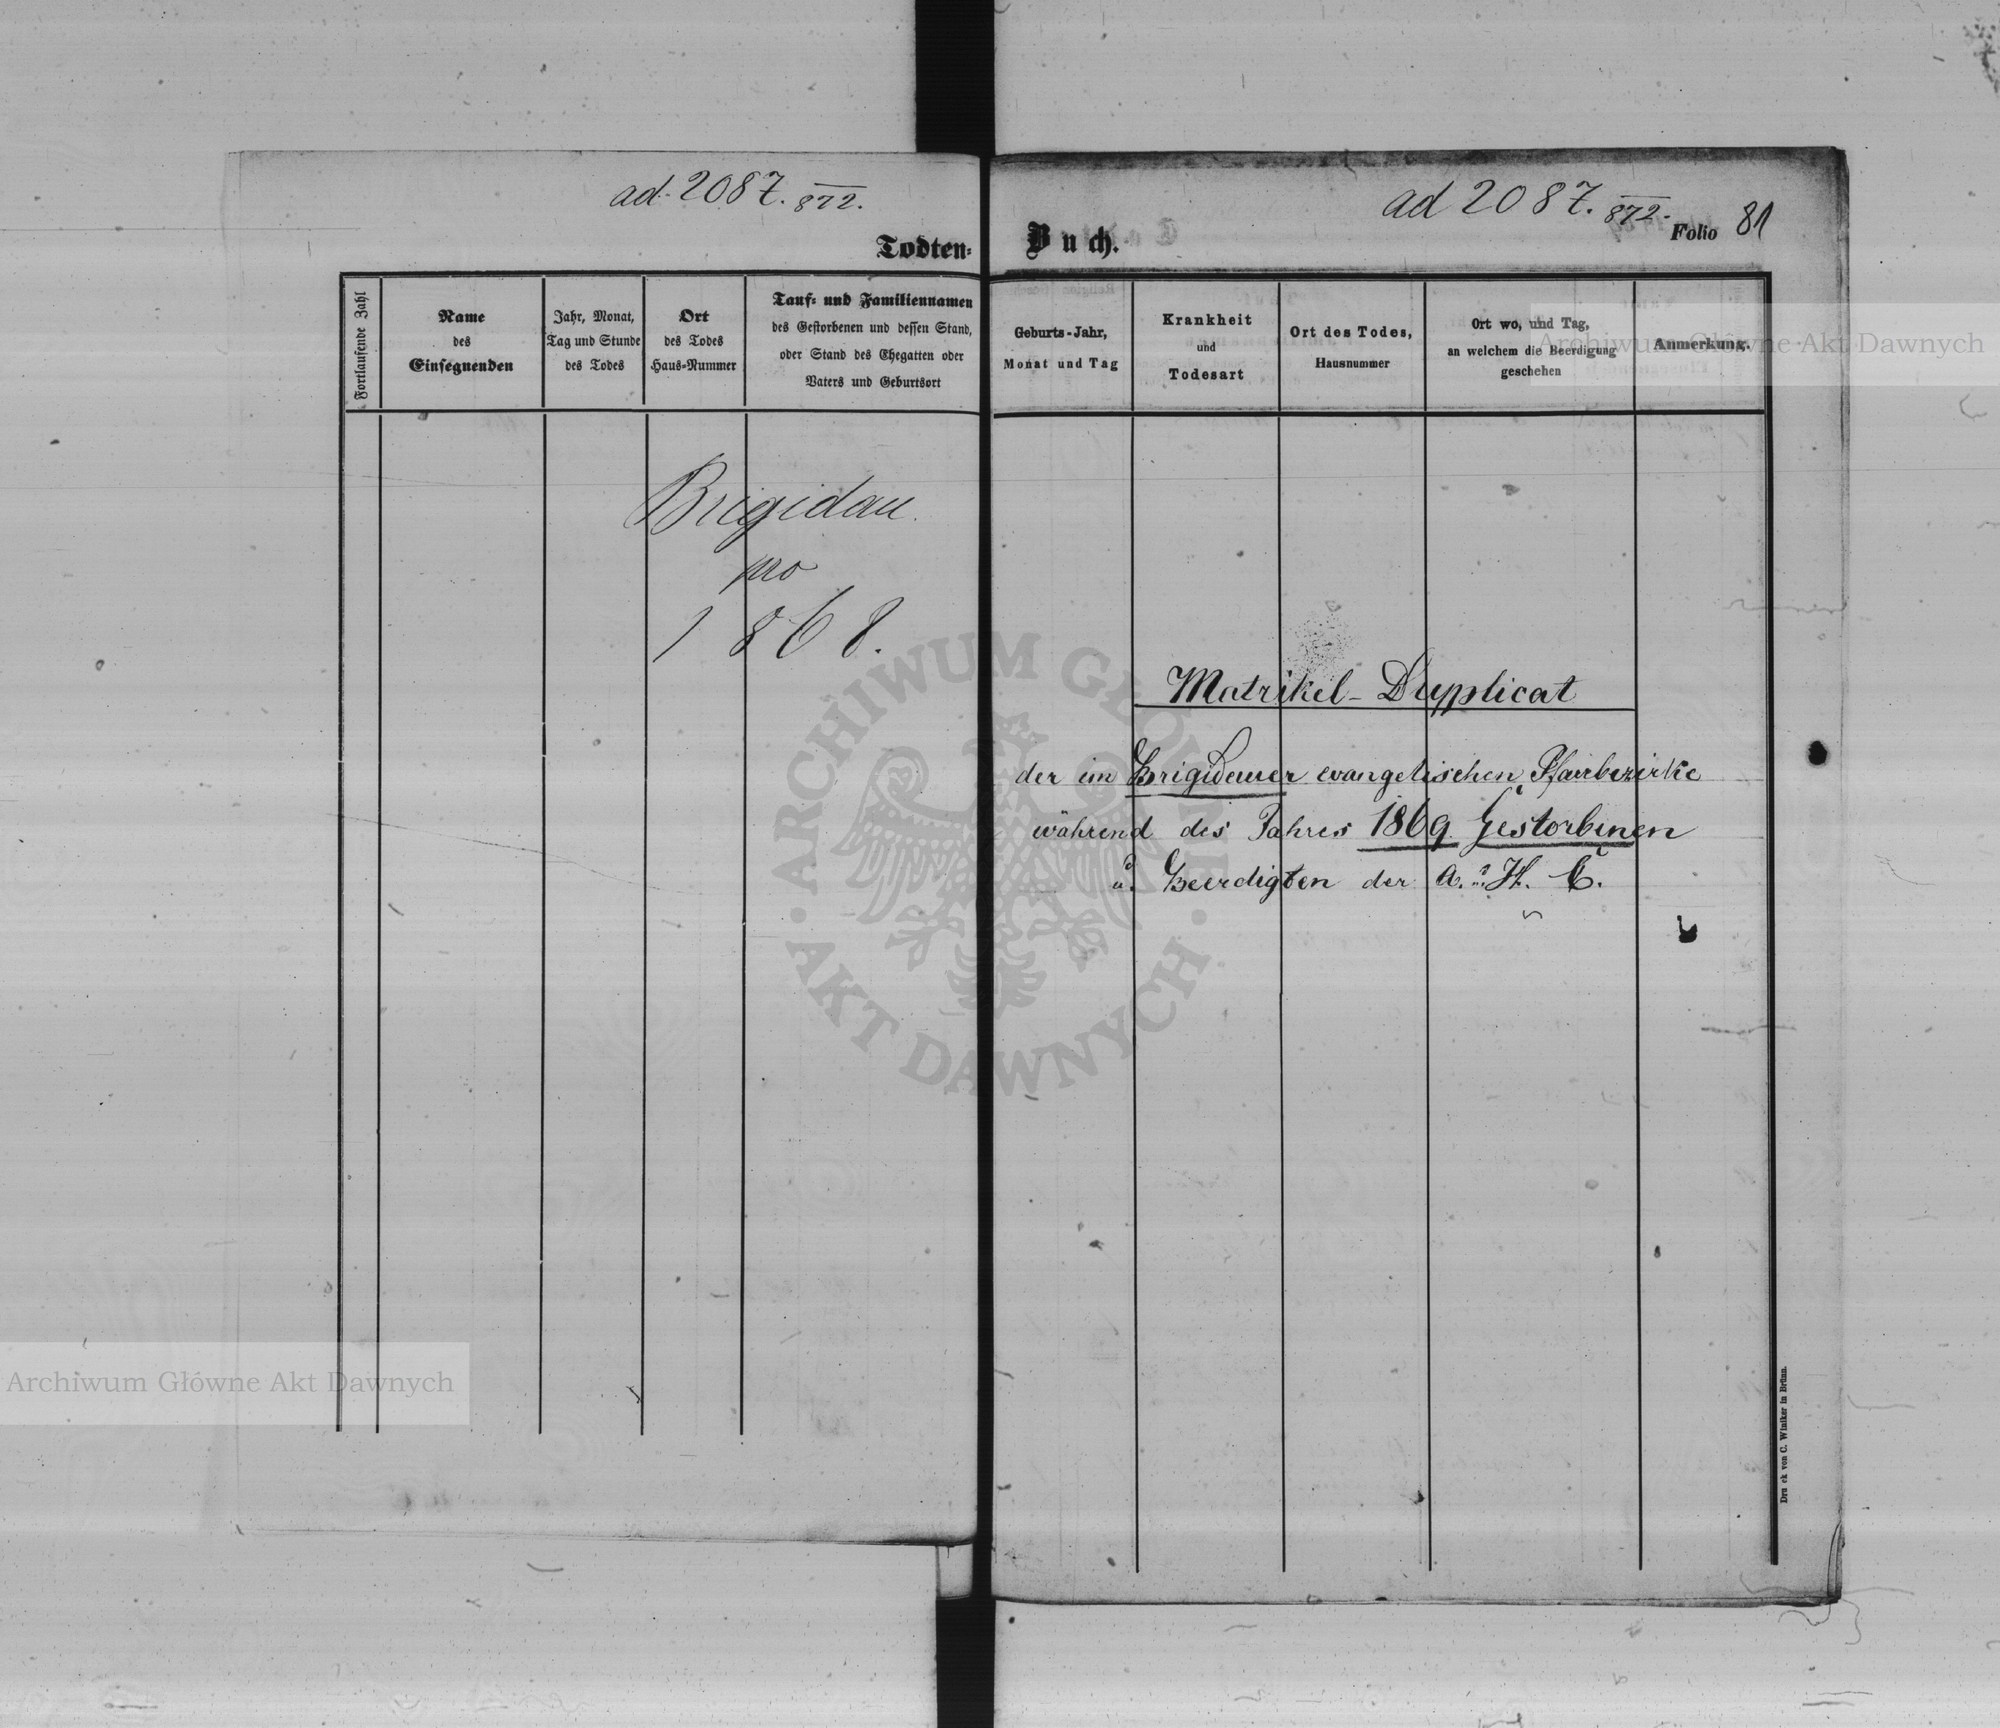 ad. 2087. 872.
Todten-
Fortlaufende Zahl
Name
des
Einsegnenden
Jahr, Monat,
Tag und Stunde
des Todes
Ort
des Todes
Haus-Nummer
Tauf- und Familiennamen
des Gestorbenen und dessen Stand,
oder Stand des Ehegatten oder
Vaters und Geburtsort
Brigidau.
pro
1868.
ad 2087. 872.
Buch.
Folio 81
Geburts-Jahr,
Monat und Tag
Krankheit
und
Todesart
Ort des Todes,
Hausnummer
Ort wo, und Tag,
an welchem die Beerdigung
geschehen
Anmerkung.
Matrikel-Duplicat
der im Brigidauer evangelischen Pfarrbezirke
während des Jahres 1869 Gestorbenen
u. Beerdigten der A. u. H. C.
Druck von C. Winiker in Brünn.
ARCHIWUM GŁÓWNE
AKT DAWNYCH
Archiwum Główne Akt Dawnych
Archiwum Główne Akt Dawnych